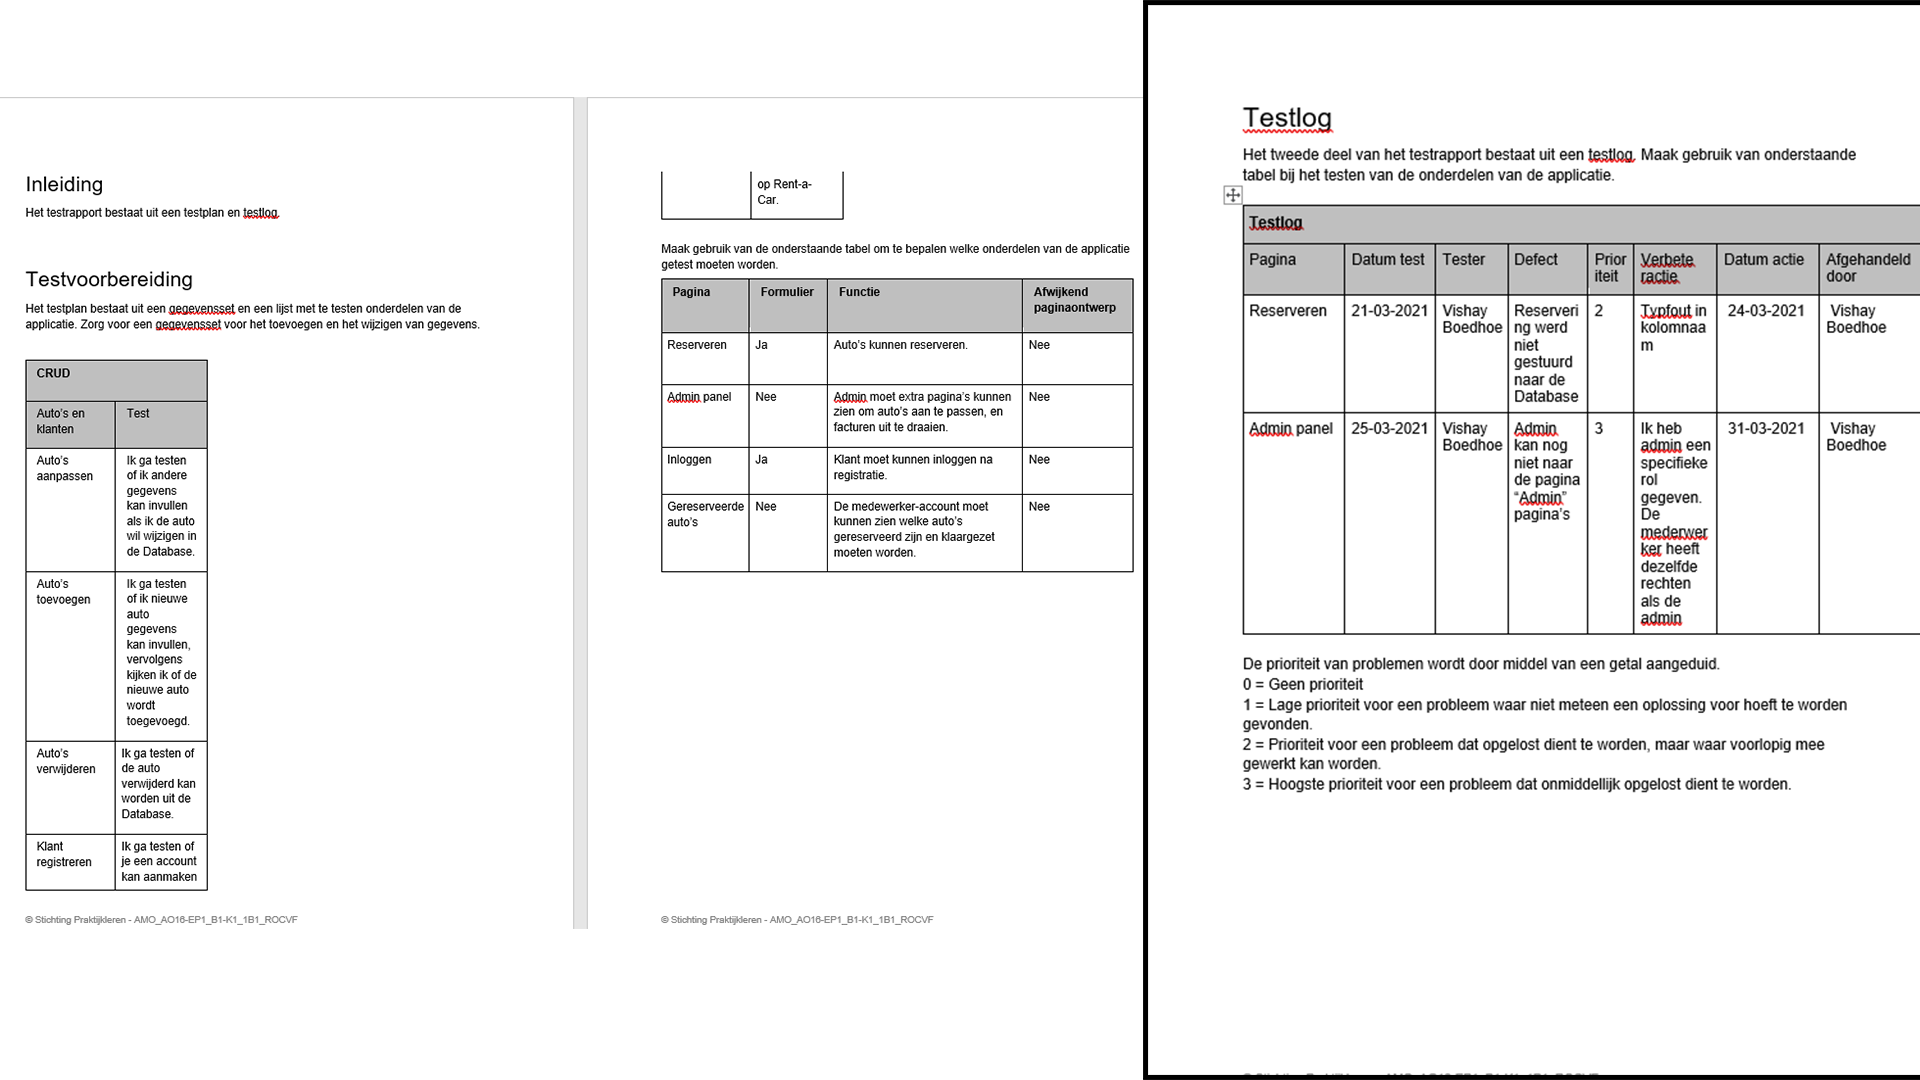 Inleiding
Het testrapport bestaat uit een testplan en testlog.
Testvoorbereiding
Het testplan bestaat uit een gegevensset en een lijst met te testen onderdelen van de
applicatie. Zorg voor een gegevensset voor het toevoegen en het wijzigen van gegevens.
CRUD
Auto's en
klanten
Test
Auto's
aanpassen
Ik ga testen
of ik andere
gegevens
kan invullen
als ik de auto
wil wijzigen in
de Database.
Auto's
toevoegen
Ik ga testen
of ik nieuwe
auto
gegevens
kan invullen,
vervolgens
kijken ik of de
nieuwe auto
wordt
toegevoegd.
Auto's
verwijderen
Ik ga testen of
de auto
verwijderd kan
worden uit de
Database.
Klant
registreren
Ik ga testen of
je een account
kan aanmaken
© Stichting Praktijkleren - AMO_AO16-EP1_B1-K1_1B1_ROCVF
op Rent-a-
Car.
Maak gebruik van de onderstaande tabel om te bepalen welke onderdelen van de applicatie
getest moeten worden.
Pagina
Formulier
Functie
Afwijkend
paginaontwerp
Reserveren
Ja
Auto's kunnen reserveren.
Nee
Admin panel
Nee
Admin moet extra pagina's kunnen
zien om auto's aan te passen, en
facturen uit te draaien.
Nee
Inloggen
Ja
Klant moet kunnen inloggen na
registratie.
Nee
Gereserveerde
auto's
Nee
De medewerker-account moet
kunnen zien welke auto's
gereserveerd zijn en klaargezet
moeten worden.
Nee
© Stichting Praktijkleren - AMO_AO16-EP1_B1-K1_1B1_ROCVF
Testlog
Het tweede deel van het testrapport bestaat uit een testlog. Maak gebruik van onderstaande
tabel bij het testen van de onderdelen van de applicatie.
Testlog
Pagina
Datum test
Tester
Defect
Prior
iteit
Verbete
ractie
Datum actie
Afgehandeld
door
Reserveren
21-03-2021
Vishay
Boedhoe
Reserveri
ng werd
niet
gestuurd
naar de
Database
2
Typfout in
kolomnaa
m
24-03-2021
Vishay
Boedhoe
Admin panel
25-03-2021
Vishay
Boedhoe
Admin
kan nog
niet naar
de pagina
“Admin”
pagina's
3
Ik heb
admin een
specifieke
rol
gegeven.
De
mederwer
ker heeft
dezelfde
rechten
als de
admin
31-03-2021
Vishay
Boedhoe
De prioriteit van problemen wordt door middel van een getal aangeduid.
0 = Geen prioriteit
1 = Lage prioriteit voor een probleem waar niet meteen een oplossing voor hoeft te worden
gevonden.
2 = Prioriteit voor een probleem dat opgelost dient te worden, maar waar voorlopig mee
gewerkt kan worden.
3 = Hoogste prioriteit voor een probleem dat onmiddellijk opgelost dient te worden.